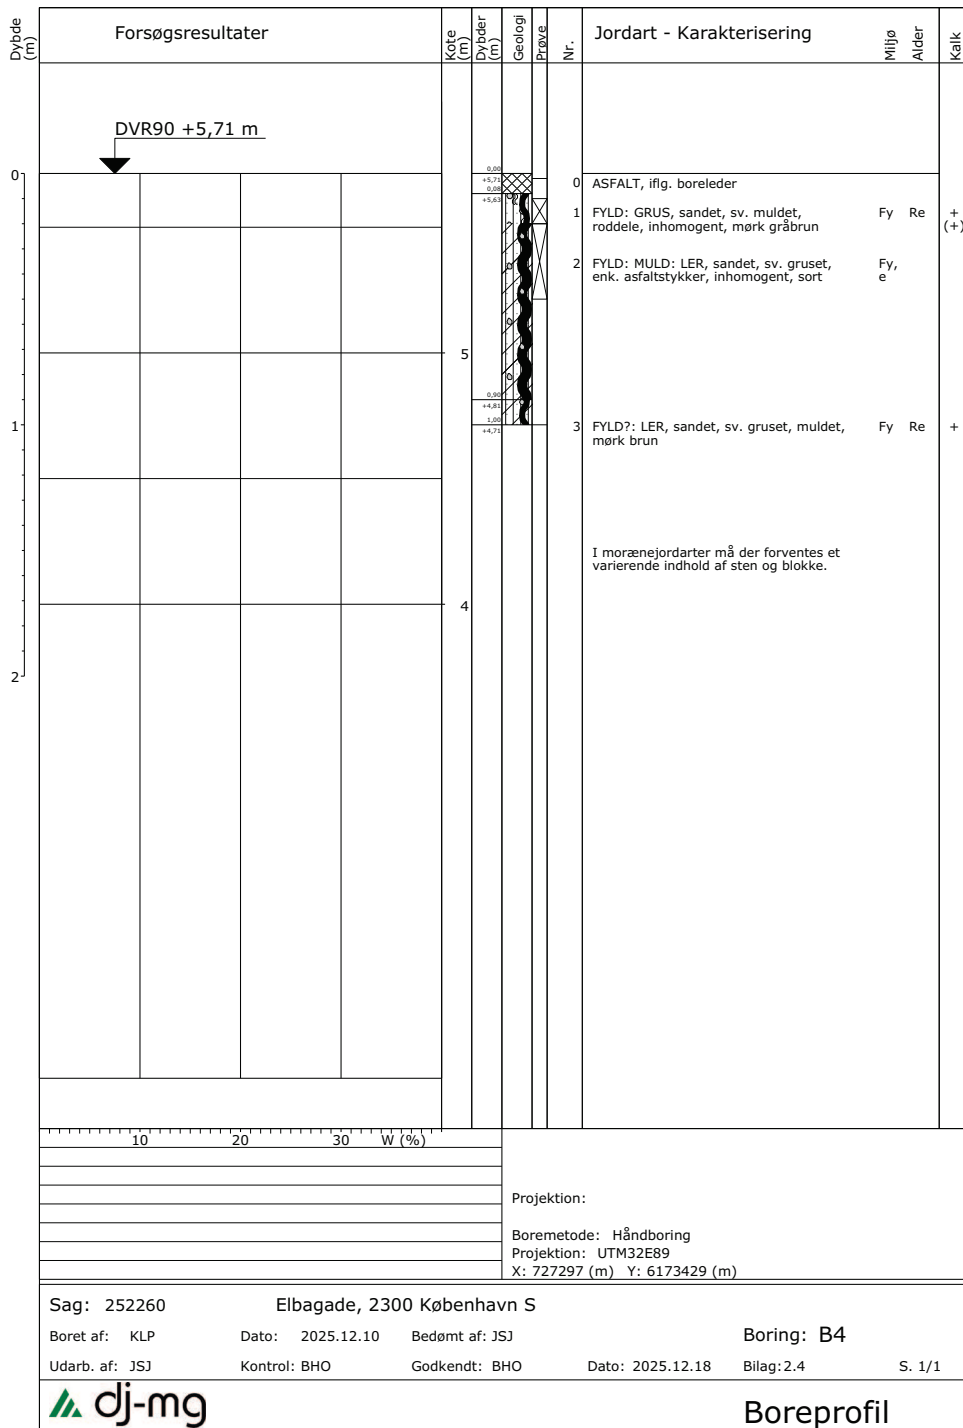 Dybde (m)
Forsøgsresultater
Kote (m)
Dybder (m)
Geologi
Prøve
Nr.
Jordart - Karakterisering
Miljø
Alder
Kalk
DVR90 +5,71 m
0
0,00
+5,71
0,08
+5,63
0 ASFALT, iflg. boreleder
1 FYLD: GRUS, sandet, sv. muldet, Fy Re +
roddele, inhomogent, mørk gråbrun (+)
2 FYLD: MULD: LER, sandet, sv. gruset, Fy,
enk. asfaltstykker, inhomogent, sort e
5
0,90
+4,81
1,00
+4,71
1
3 FYLD?: LER, sandet, sv. gruset, muldet, Fy Re +
mørk brun
I morænejordarter må der forventes et
varierende indhold af sten og blokke.
4
2
10 20 30 W (%)
Projektion:
Boremetode: Håndboring
Projektion: UTM32E89
X: 727297 (m) Y: 6173429 (m)
Sag: 252260 Elbagade, 2300 København S
Boret af: KLP Dato: 2025.12.10 Bedømt af: JSJ Boring: B4
Udarb. af: JSJ Kontrol: BHO Godkendt: BHO Dato: 2025.12.18 Bilag: 2.4 S. 1/1
dj-mg
Boreprofil